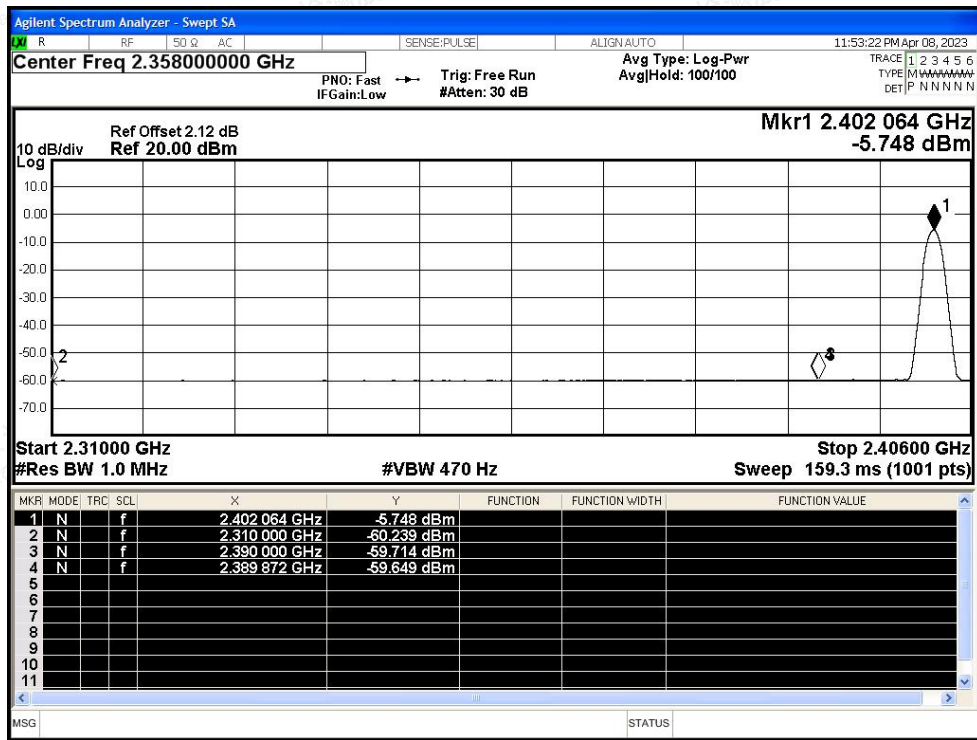 Agilent Spectrum Analyzer - Swept SA
LXI R RF 50 Ω AC SENSE:PULSE ALIGN AUTO 11:53:22 PM Apr 08, 2023
Center Freq 2.358000000 GHz
PNO: Fast
IFGain:Low
Trig: Free Run
#Atten: 30 dB
Avg Type: Log-Pwr
Avg|Hold: 100/100
TRACE 1 2 3 4 5 6
TYPE M W W W W W
DET P N N N N N
Mkr1 2.402 064 GHz
-5.748 dBm
Ref Offset 2.12 dB
10 dB/div Ref 20.00 dBm
Log
10.0
0.00
-10.0
-20.0
-30.0
-40.0
-50.0
-60.0
-70.0
1
2
Start 2.31000 GHz Stop 2.40600 GHz
#Res BW 1.0 MHz #VBW 470 Hz Sweep 159.3 ms (1001 pts)
MKR MODE TRC SCL X Y FUNCTION FUNCTION WIDTH FUNCTION VALUE
1 N f 2.402 064 GHz -5.748 dBm
2 N f 2.310 000 GHz -60.239 dBm
3 N f 2.390 000 GHz -59.714 dBm
4 N f 2.389 872 GHz -59.649 dBm
5
6
7
8
9
10
11
MSG STATUS